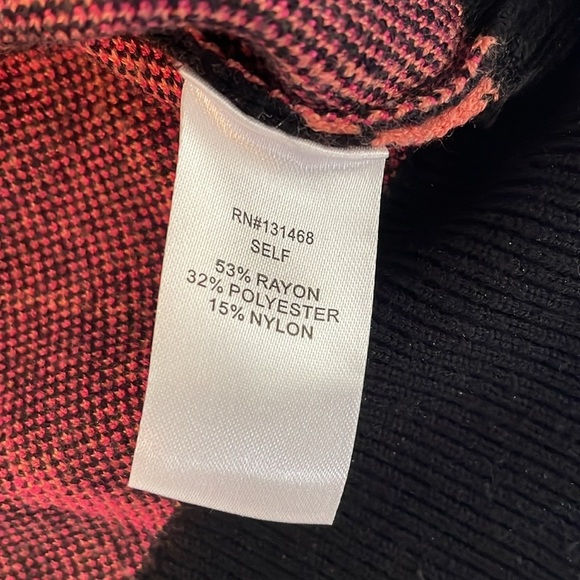 RN#131468
SELF
53% RAYON
32% POLYESTER
15% NYLON